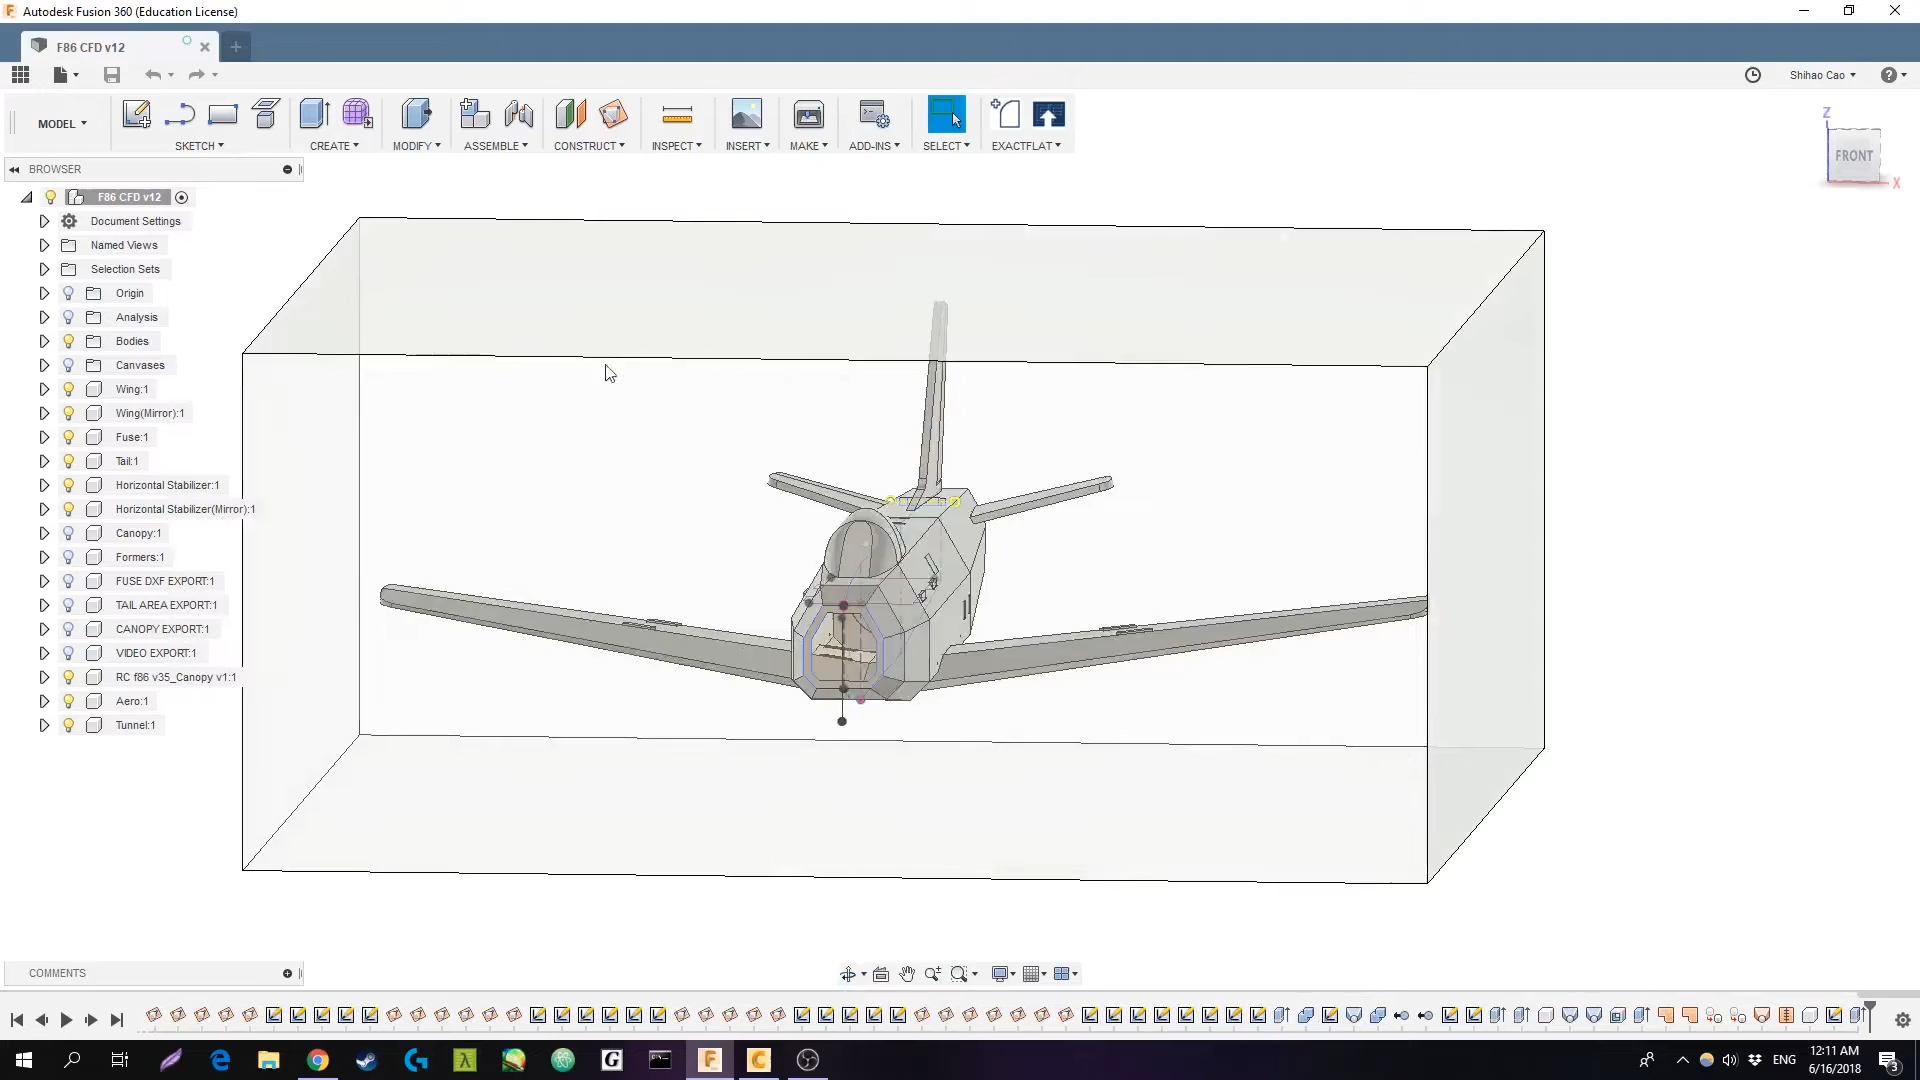 Autodesk Fusion 360 (Education License)
F86 CFD v12
Shihao Cao
MODEL
SKETCH
CREATE
MODIFY
ASSEMBLE
CONSTRUCT
INSPECT
INSERT
MAKE
ADD-INS
SELECT
EXACTFLAT
Z
FRONT
X
BROWSER
F86 CFD v12
Document Settings
Named Views
Selection Sets
Origin
Analysis
Bodies
Canvases
Wing:1
Wing(Mirror):1
Fuse:1
Tail:1
Horizontal Stabilizer:1
Horizontal Stabilizer(Mirror):1
Canopy:1
Formers:1
FUSE DXF EXPORT:1
TAIL AREA EXPORT:1
CANOPY EXPORT:1
VIDEO EXPORT:1
RC f86 v35_Canopy v1:1
Aero:1
Tunnel:1
COMMENTS
ENG
12:11 AM
6/16/2018
3